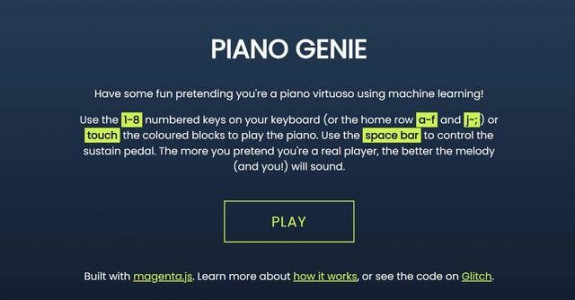 PIANO GENIE
Have some fun pretending you're a piano virtuoso using machine learning!
Use the 1-8 numbered keys on your keyboard (or the home row a-f and j-;) or
touch the coloured blocks to play the piano. Use the space bar to control the
sustain pedal. The more you pretend you're a real player, the better the melody
(and you!) will sound.
PLAY
Built with magenta.js. Learn more about how it works, or see the code on Glitch.